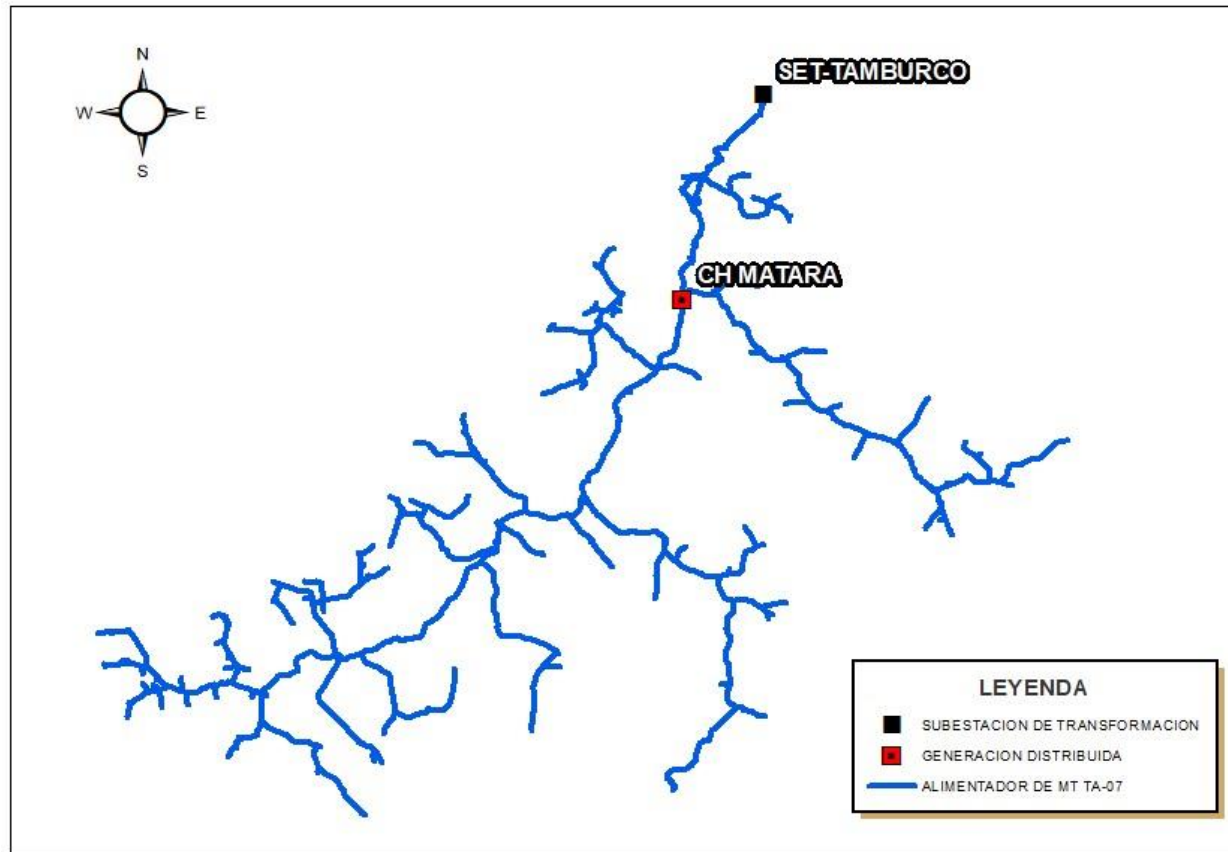 N
W E
S
SET-TAMBURCO
CH MATARA
LEYENDA
SUBESTACION DE TRANSFORMACION
GENERACION DISTRIBUIDA
ALIMENTADOR DE MT TA-07